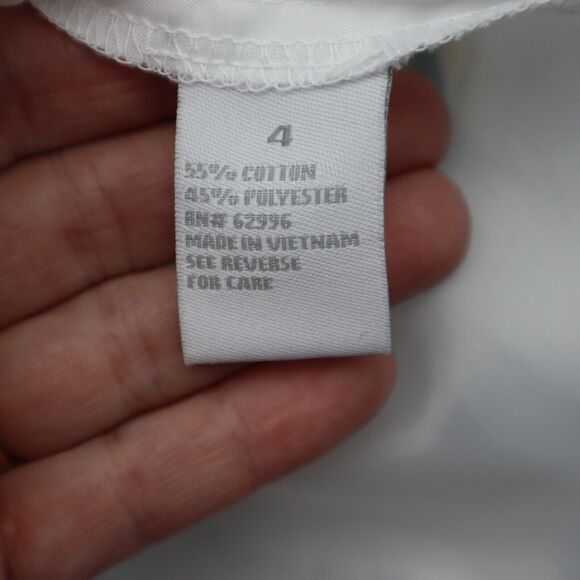 4
55% COTTON
45% POLYESTER
RN# 62996
MADE IN VIETNAM
SEE REVERSE
FOR CARE